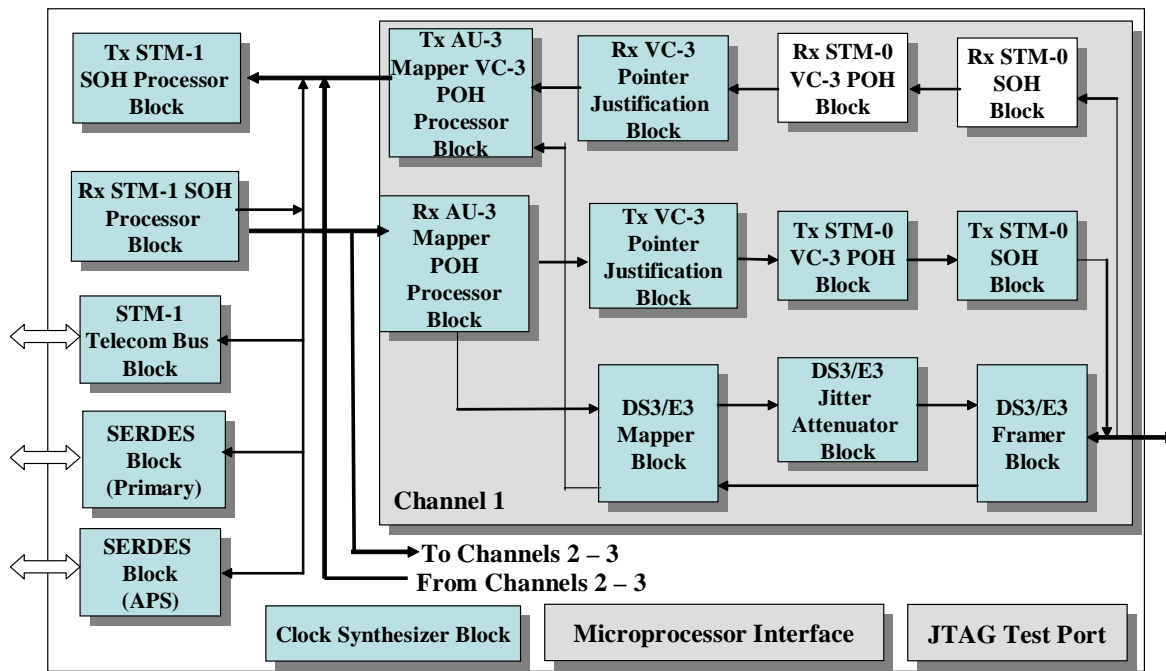 Tx STM-1
SOH Processor
Block
Tx AU-3
Mapper VC-3
POH
Processor
Block
Rx VC-3
Pointer
Justification
Block
Rx STM-0
VC-3 POH
Block
Rx STM-0
SOH
Block
Rx STM-1 SOH
Processor
Block
Rx AU-3
Mapper
POH
Processor
Block
Tx VC-3
Pointer
Justification
Block
Tx STM-0
VC-3 POH
Block
Tx STM-0
SOH
Block
STM-1
Telecom Bus
Block
DS3/E3
Mapper
Block
DS3/E3
Jitter
Attenuator
Block
DS3/E3
Framer
Block
SERDES
Block
(Primary)
Channel 1
SERDES
Block
(APS)
To Channels 2 – 3
From Channels 2 – 3
Clock Synthesizer Block
Microprocessor Interface
JTAG Test Port